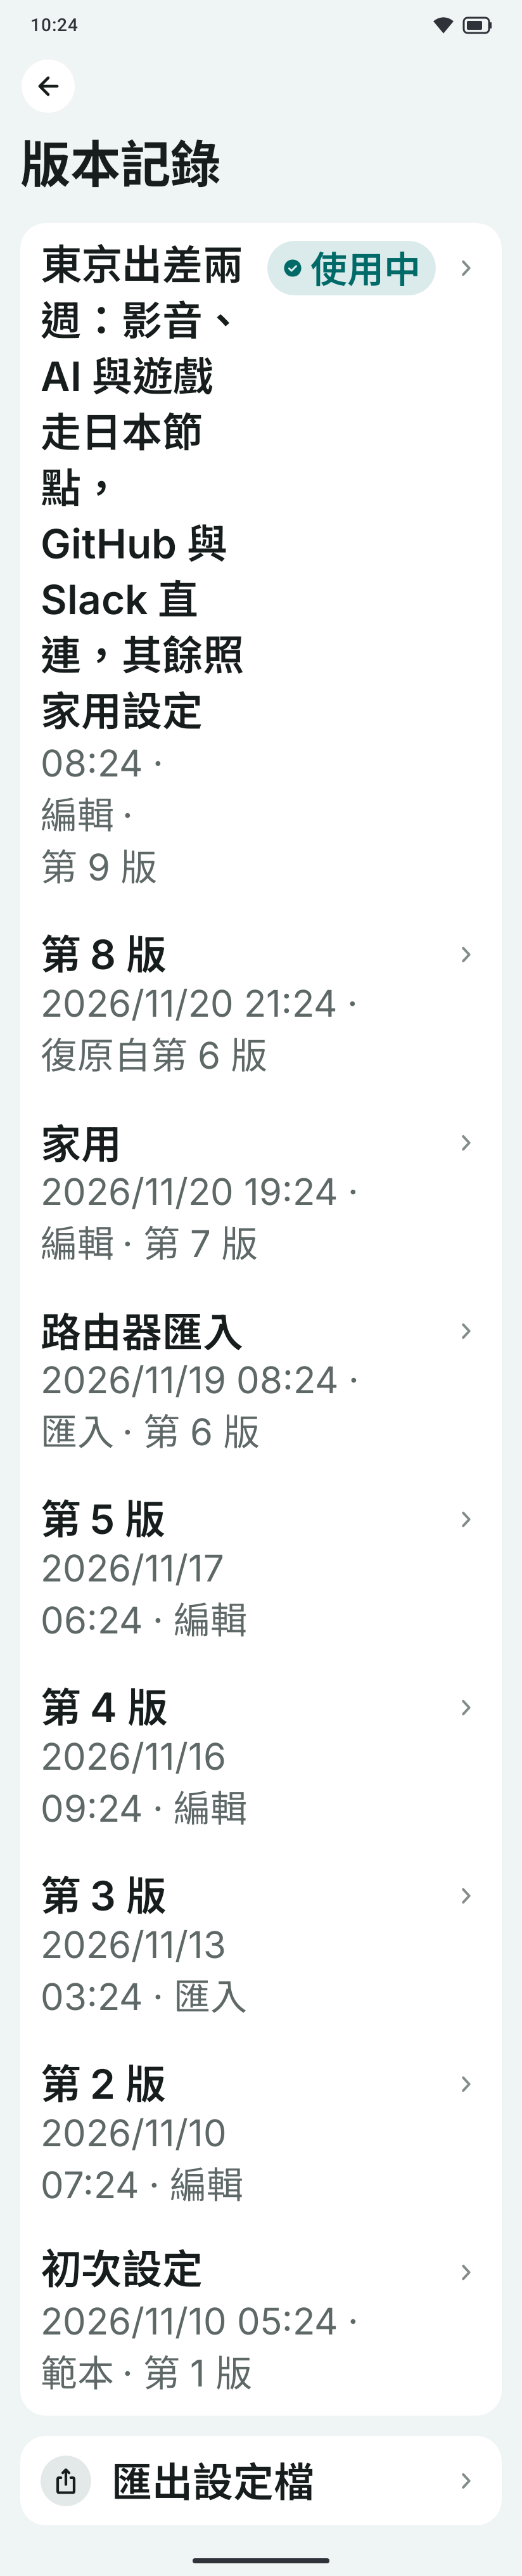 10:24
版本記錄
東京出差兩
使用中
週：影音、
AI 與遊戲
走日本節
點，
GitHub 與
Slack 直
連，其餘照
家用設定
08:24 ·
編輯 ·
第 9 版
第 8 版
2026/11/20 21:24 ·
復原自第 6 版
家用
2026/11/20 19:24 ·
編輯 · 第 7 版
路由器匯入
2026/11/19 08:24 ·
匯入 · 第 6 版
第 5 版
2026/11/17
06:24 · 編輯
第 4 版
2026/11/16
09:24 · 編輯
第 3 版
2026/11/13
03:24 · 匯入
第 2 版
2026/11/10
07:24 · 編輯
初次設定
2026/11/10 05:24 ·
範本 · 第 1 版
匯出設定檔